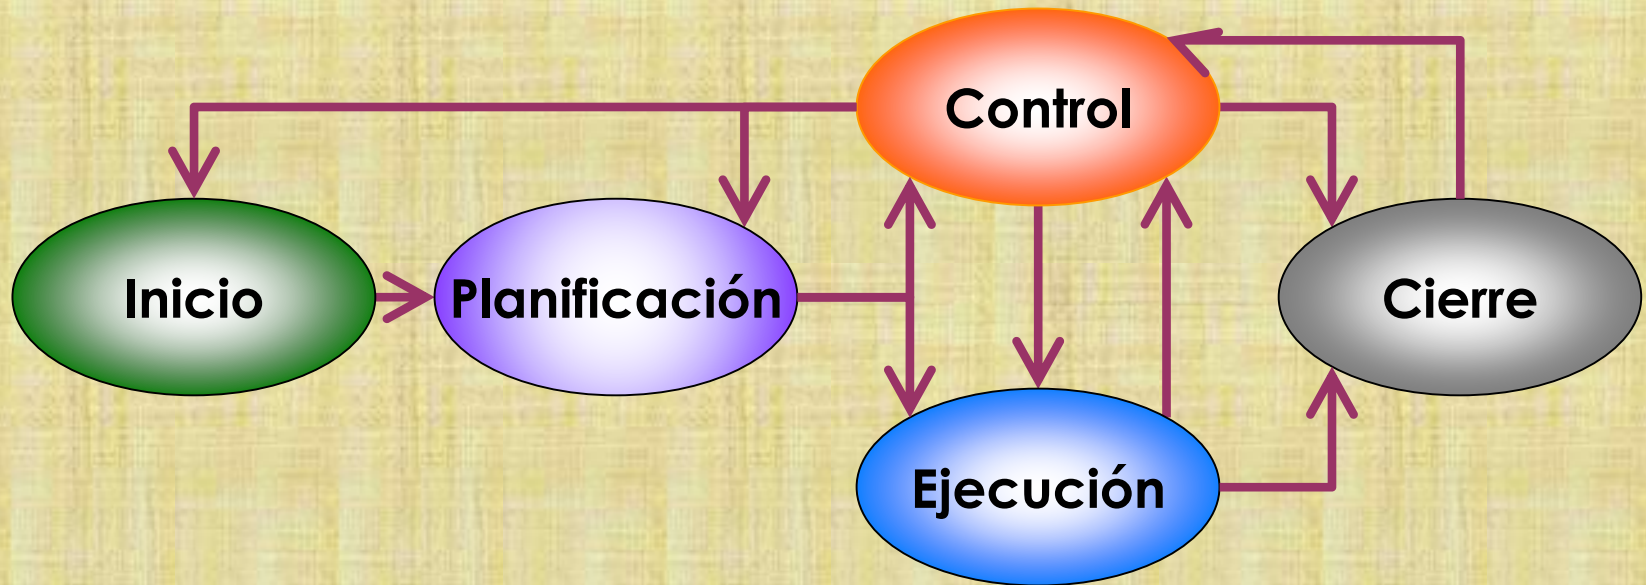 Control
Inicio
Planificación
Cierre
Ejecución